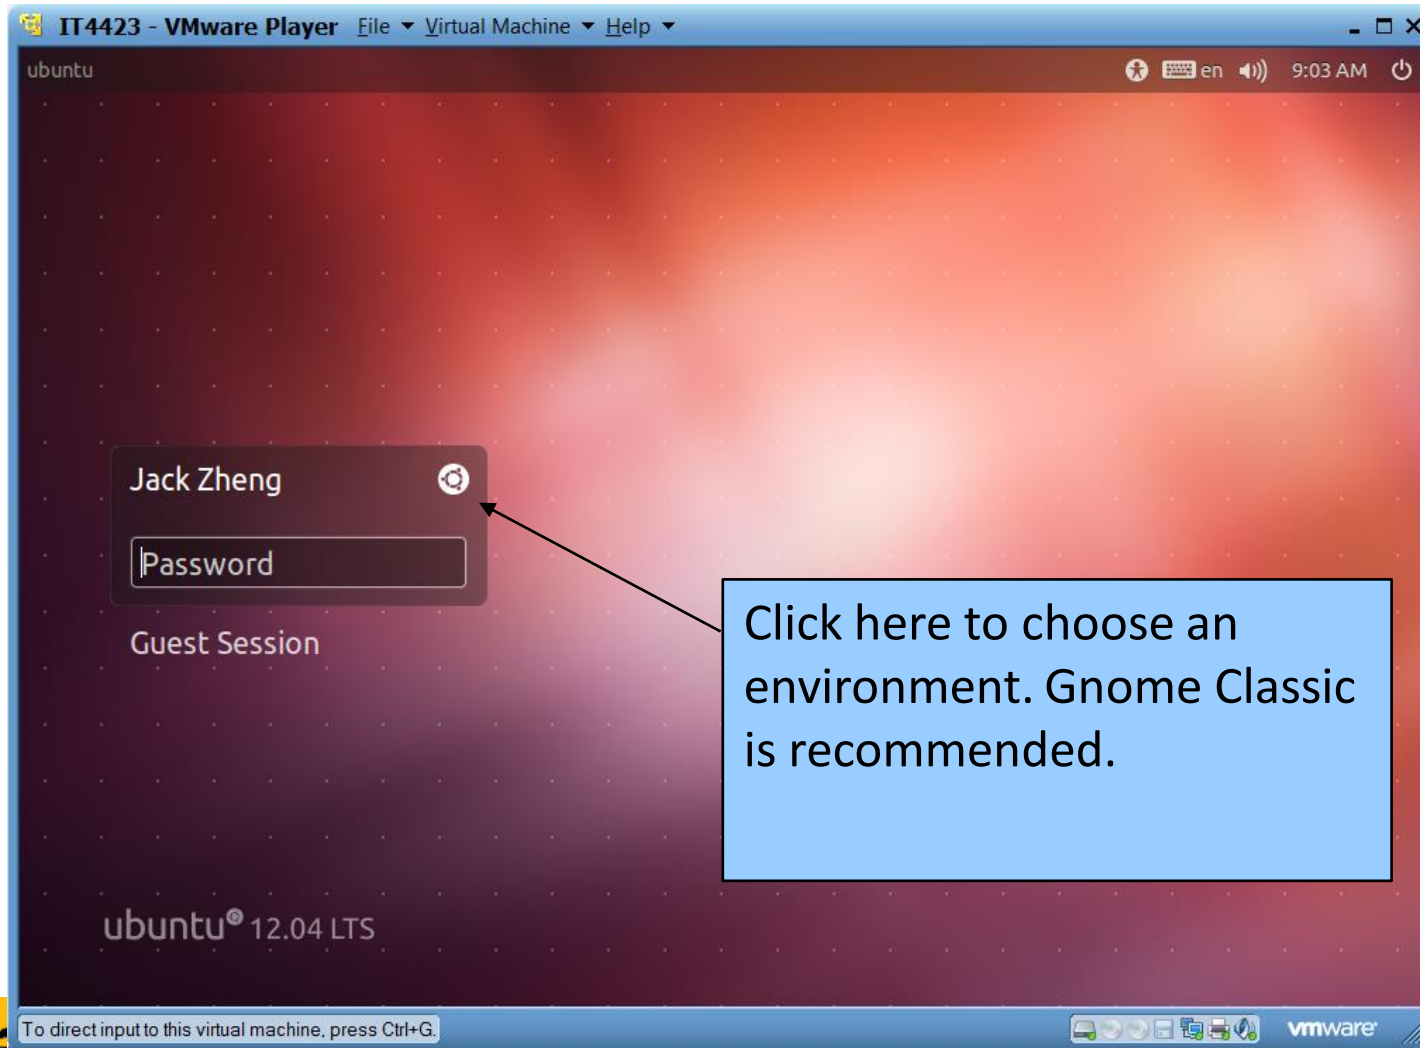 IT4423 - VMware Player File Virtual Machine Help
ubuntu en 9:03 AM
Jack Zheng
Password
Guest Session
Click here to choose an
environment. Gnome Classic
is recommended.
ubuntu® 12.04 LTS
To direct input to this virtual machine, press Ctrl+G.
vmware